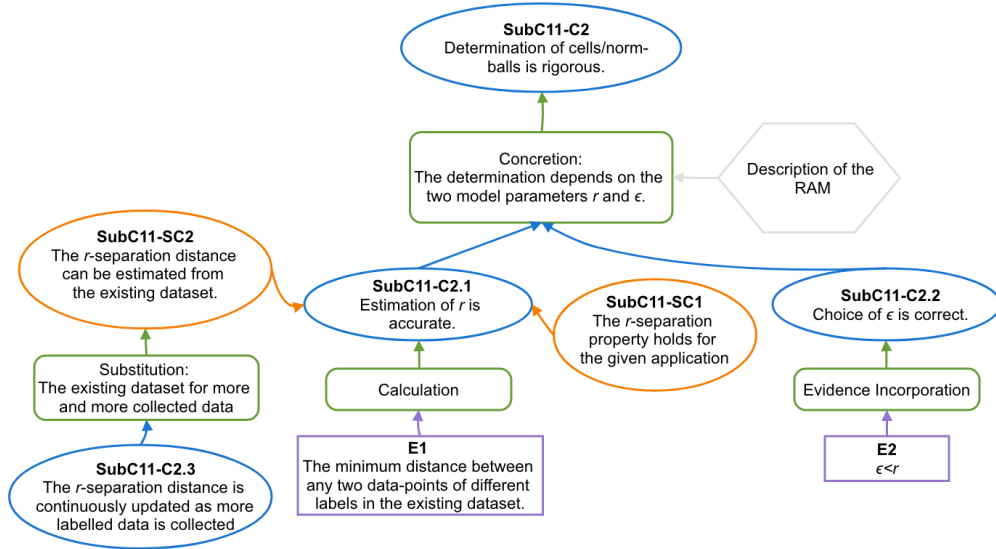 SubC11-C2
Determination of cells/norm-
balls is rigorous.
Concretion:
The determination depends on the
two model parameters r and ϵ.
Description of the
RAM
SubC11-SC2
The r-separation distance
can be estimated from
the existing dataset.
SubC11-C2.1
Estimation of r is
accurate.
SubC11-SC1
The r-separation
property holds for
the given application
SubC11-C2.2
Choice of ϵ is correct.
Substitution:
The existing dataset for more
and more collected data
Calculation
Evidence Incorporation
SubC11-C2.3
The r-separation distance is
continuously updated as more
labelled data is collected
E1
The minimum distance between
any two data-points of different
labels in the existing dataset.
E2
ϵ<r